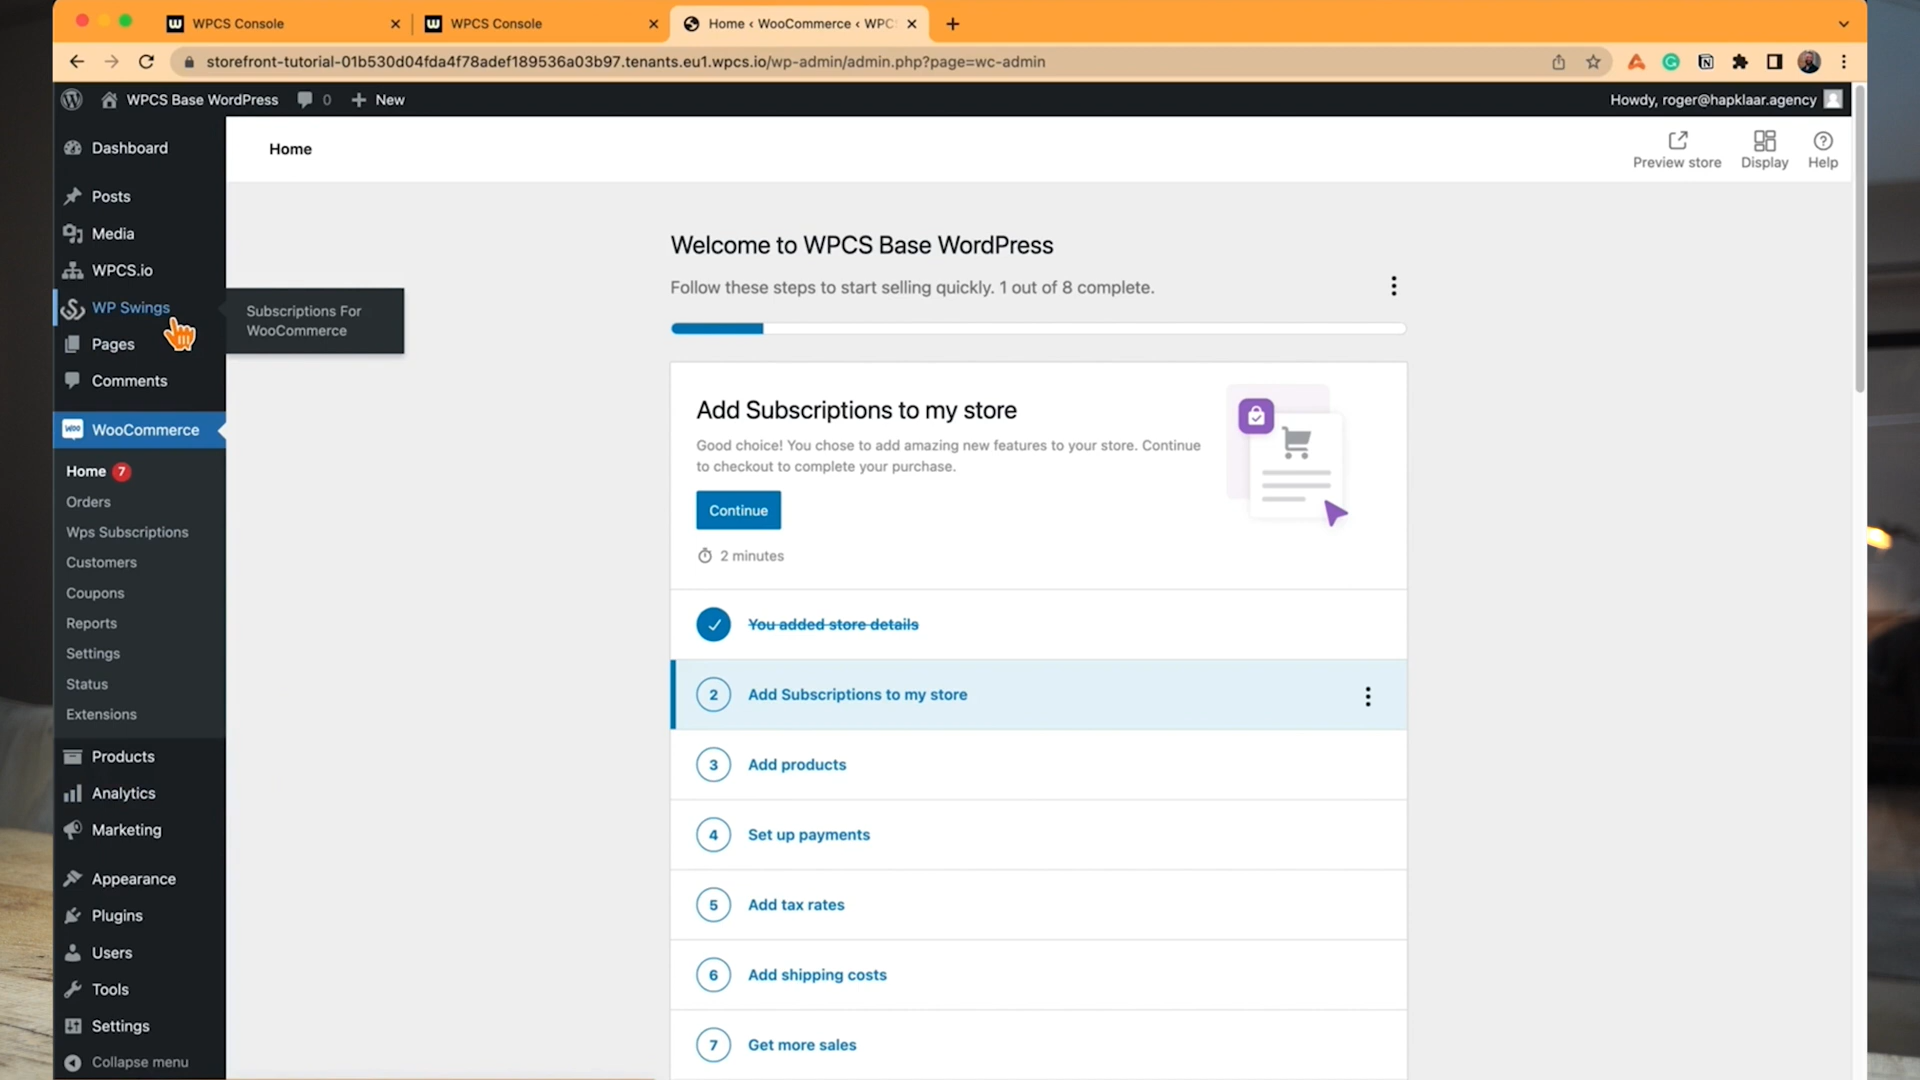 WPCS Console
WPCS Console
Home ‹ WooCommerce ‹ WPC
storefront-tutorial-01b530d04fda4f78adef189536a03b97.tenants.eu1.wpcs.io/wp-admin/admin.php?page=wc-admin
WPCS Base WordPress
0
New
Howdy, roger@hapklaar.agency
Dashboard
Posts
Media
WPCS.io
WP Swings
Subscriptions For
WooCommerce
Pages
Comments
WooCommerce
Home 7
Orders
Wps Subscriptions
Customers
Coupons
Reports
Settings
Status
Extensions
Products
Analytics
Marketing
Appearance
Plugins
Users
Tools
Settings
Collapse menu
Home
Preview store
Display
Help
Welcome to WPCS Base WordPress
Follow these steps to start selling quickly. 1 out of 8 complete.
Add Subscriptions to my store
Good choice! You chose to add amazing new features to your store. Continue
to checkout to complete your purchase.
Continue
2 minutes
You added store details
2 Add Subscriptions to my store
3 Add products
4 Set up payments
5 Add tax rates
6 Add shipping costs
7 Get more sales